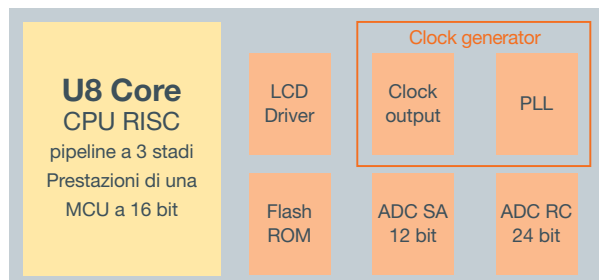 U8 Core
CPU RISC
pipeline a 3 stadi
Prestazioni di una
MCU a 16 bit
LCD
Driver
Clock generator
Clock
output
PLL
Flash
ROM
ADC SA
12 bit
ADC RC
24 bit